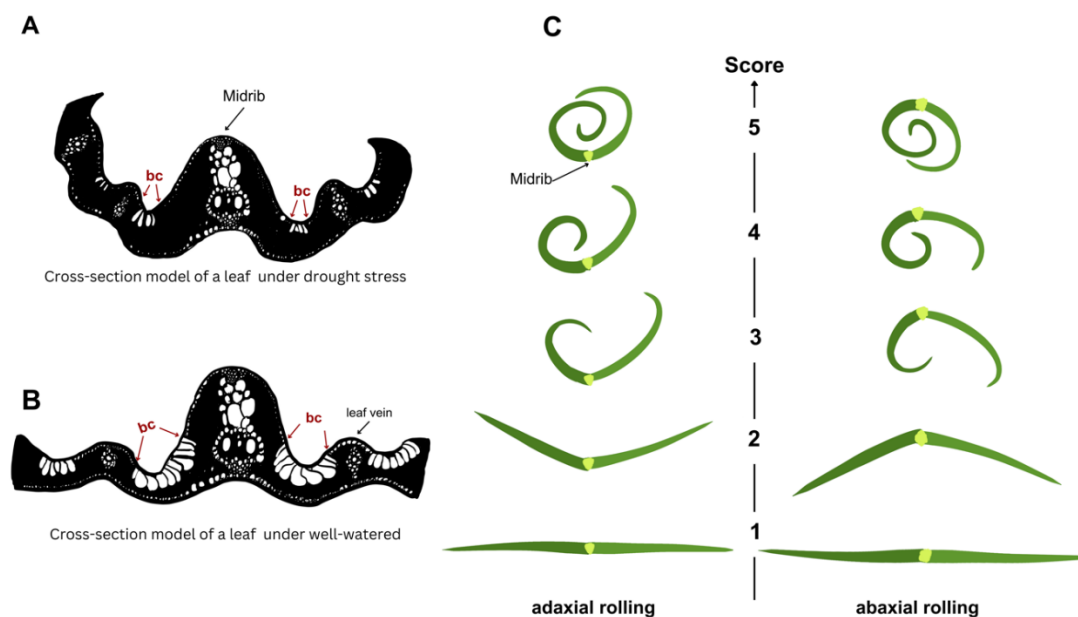 A
Midrib
bc
bc
Cross-section model of a leaf under drought stress
B
bc
bc
leaf vein
Cross-section model of a leaf under well-watered
C
Score
5
Midrib
4
3
2
1
adaxial rolling
abaxial rolling